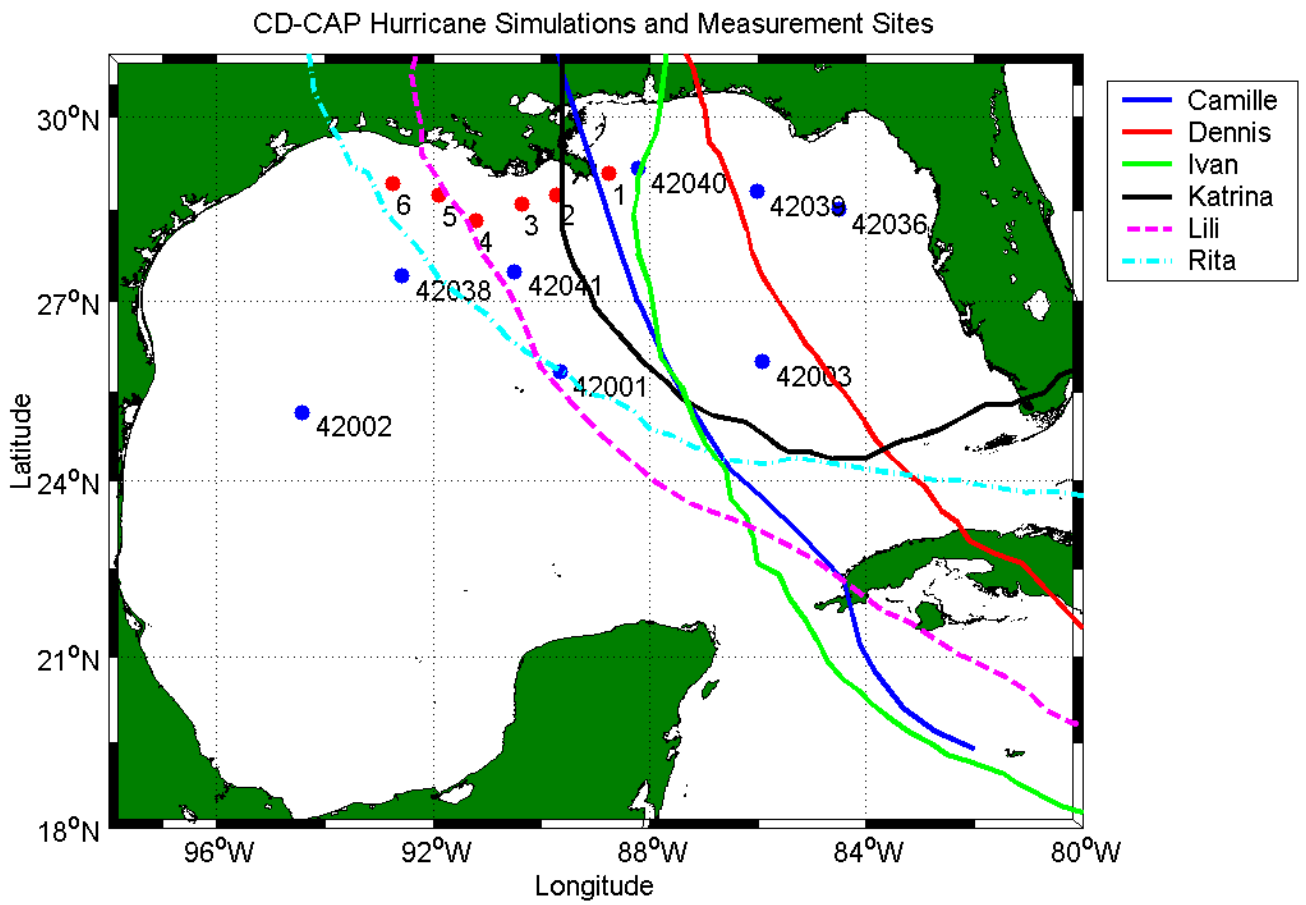 CD-CAP Hurricane Simulations and Measurement Sites
Camille
Dennis
Ivan
Katrina
Lili
Rita
30°N
27°N
24°N
21°N
18°N
Latitude
1
2
3
4
5
6
42040
42039
42036
42038
42041
42003
42001
42002
96°W
92°W
88°W
84°W
80°W
Longitude